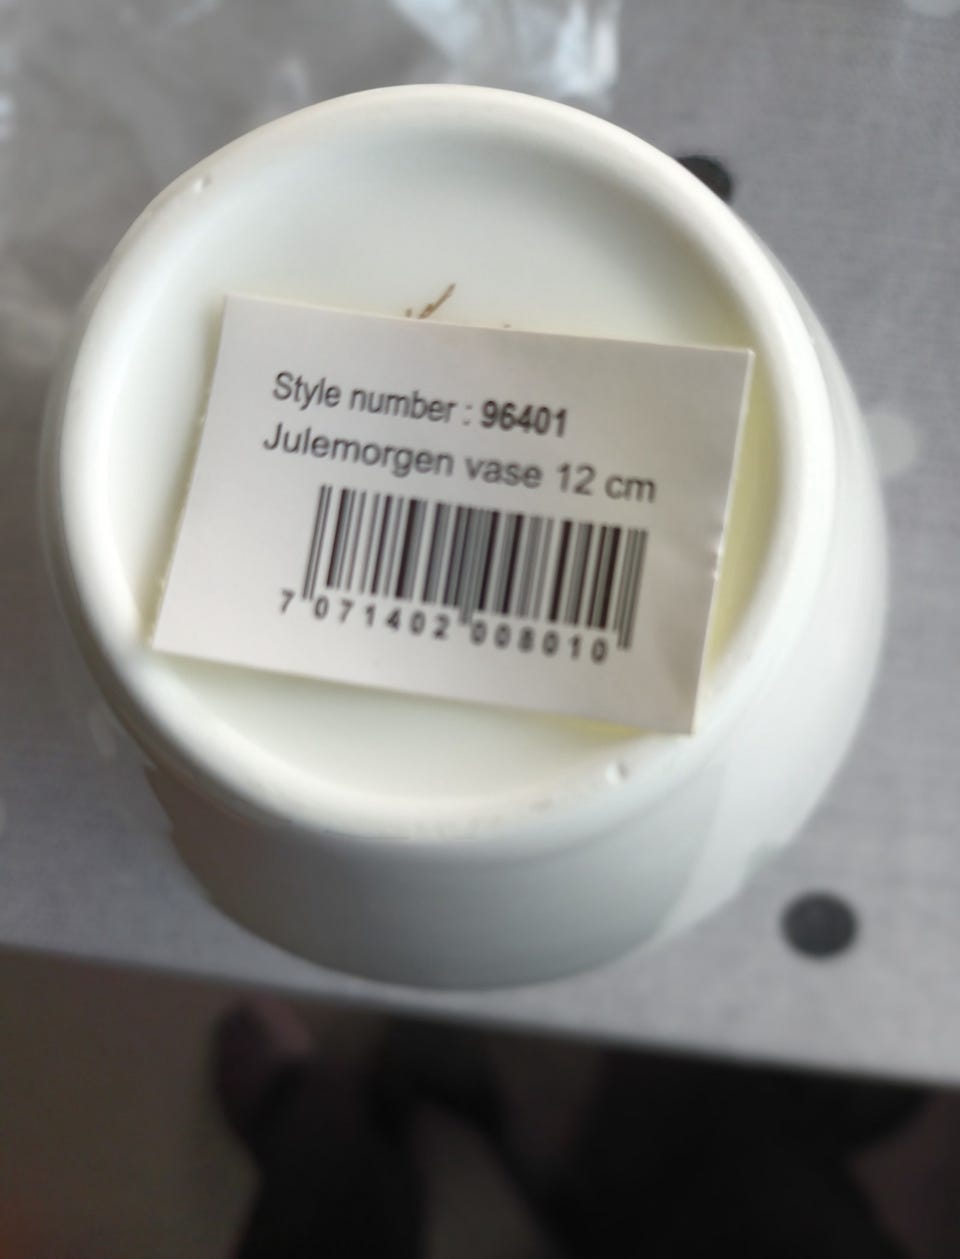 Style number : 96401
Julemorgen vase 12 cm
7 071402 008010